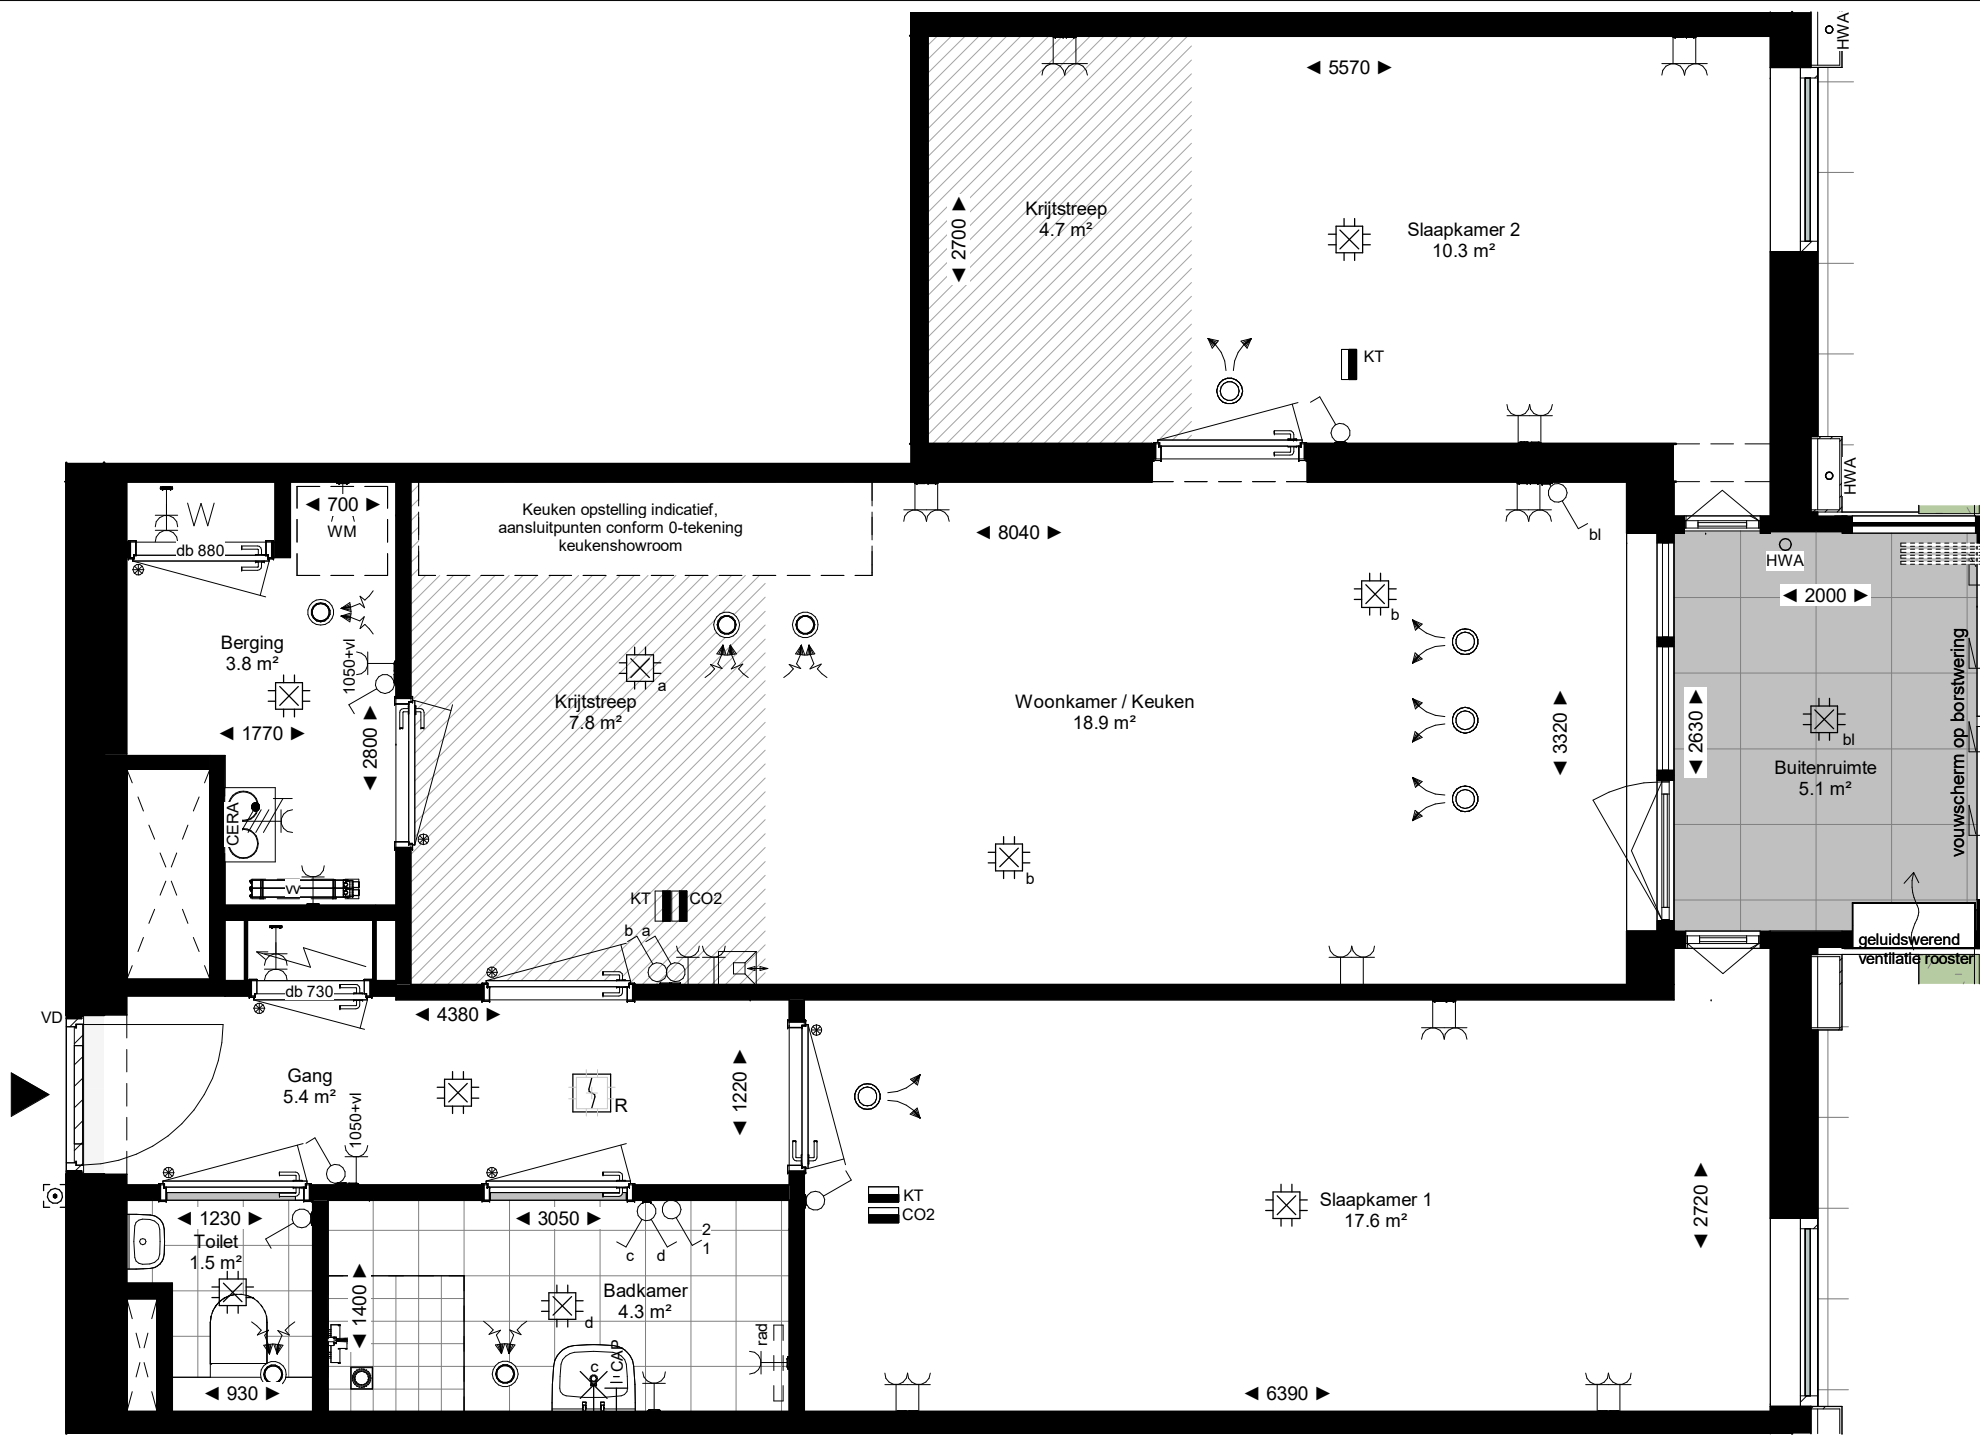 HWA
5570
Krijtstreep
4.7 m²
2700
Slaapkamer 2
10.3 m²
KT
HWA
700
WM
W
db 880
Keuken opstelling indicatief,
aansluitpunten conform 0-tekening
keukenshowroom
8040
bl
HWA
2000
b
Berging
3.8 m²
1050+vl
1770
2800
a
Krijtstreep
7.8 m²
Woonkamer / Keuken
18.9 m²
3320
2630
bl
Buitenruimte
5.1 m²
vouwscherm op borstwering
CERA
VV
b
KT
CO2
b a
geluidswerend
ventilatie rooster
db 730
4380
VD
Gang
5.4 m²
1050+vl
R
1220
KT
CO2
Slaapkamer 1
17.6 m²
2720
1230
Toilet
1.5 m²
3050
c
d
2
1
1400
Badkamer
4.3 m²
d
rad
CAP
c
930
6390